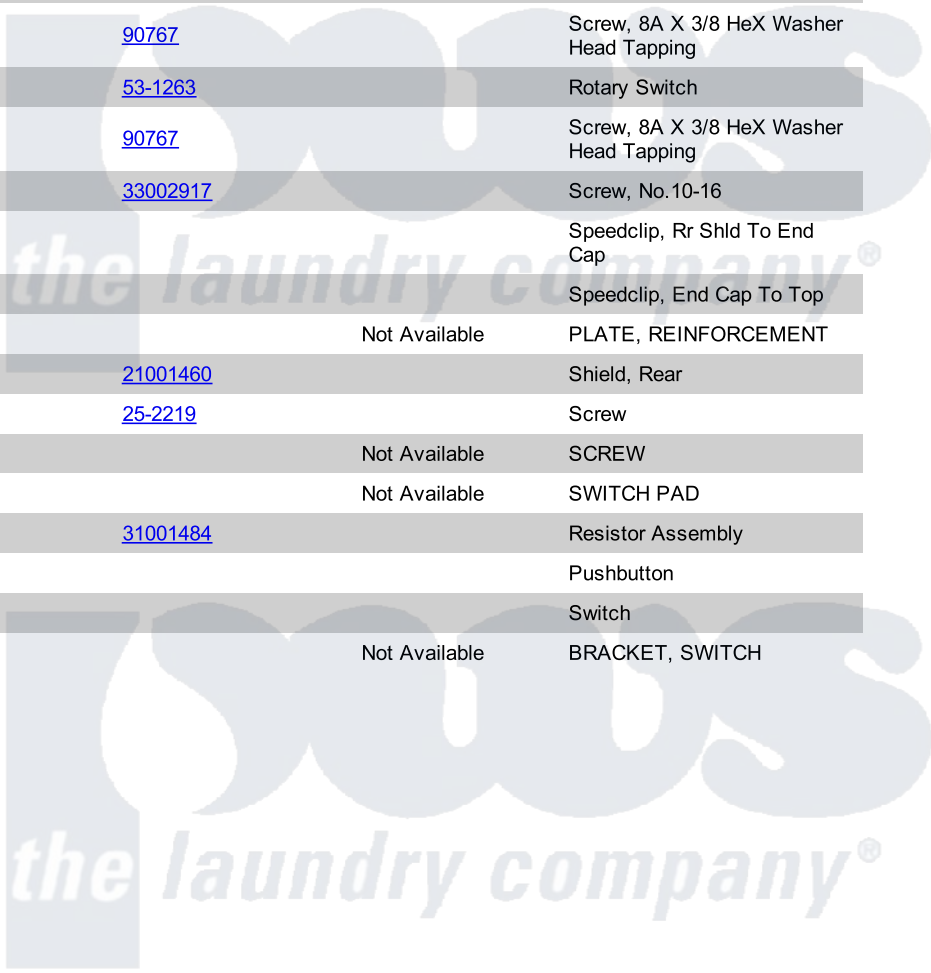 90767 Screw, 8A X 3/8 HeX Washer
Head Tapping
53-1263 Rotary Switch
90767 Screw, 8A X 3/8 HeX Washer
Head Tapping
33002917 Screw, No.10-16
Speedclip, Rr Shld To End
Cap
the laundry company®
Speedclip, End Cap To Top
Not Available PLATE, REINFORCEMENT
21001460 Shield, Rear
25-2219 Screw
Not Available SCREW
Not Available SWITCH PAD
31001484 Resistor Assembly
Pushbutton
Switch
Not Available BRACKET, SWITCH
pws
the laundry company®